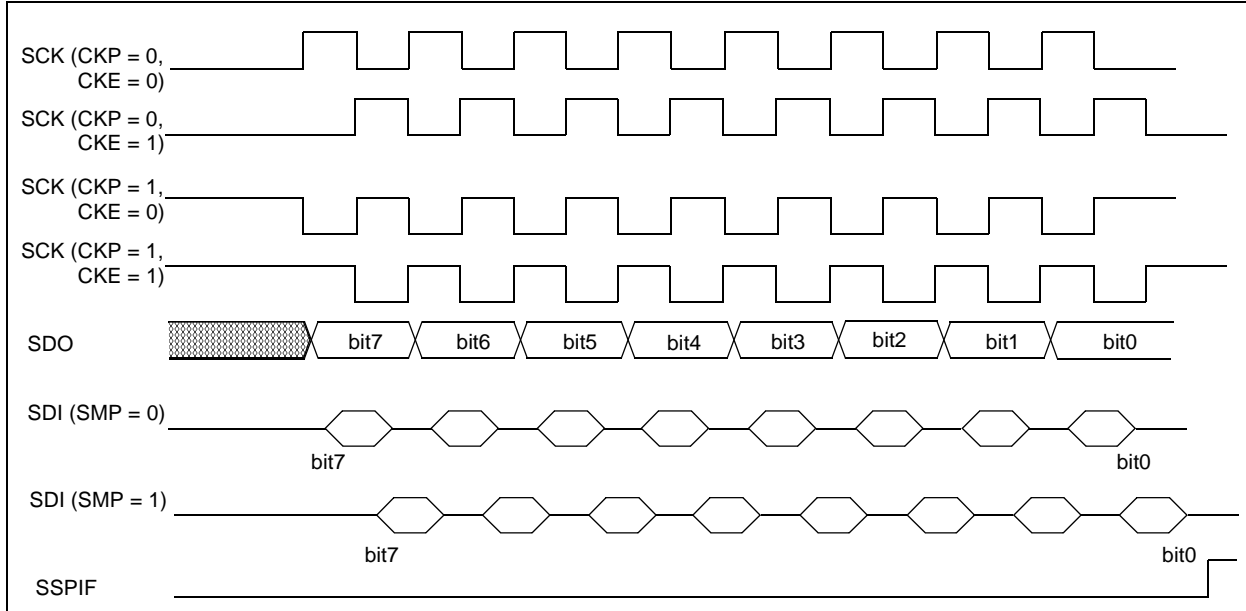 SCK (CKP = 0,
CKE = 0)
SCK (CKP = 0,
CKE = 1)
SCK (CKP = 1,
CKE = 0)
SCK (CKP = 1,
CKE = 1)
SDO bit7 bit6 bit5 bit4 bit3 bit2 bit1 bit0
SDI (SMP = 0)
bit7 bit0
SDI (SMP = 1)
bit7 bit0
SSPIF